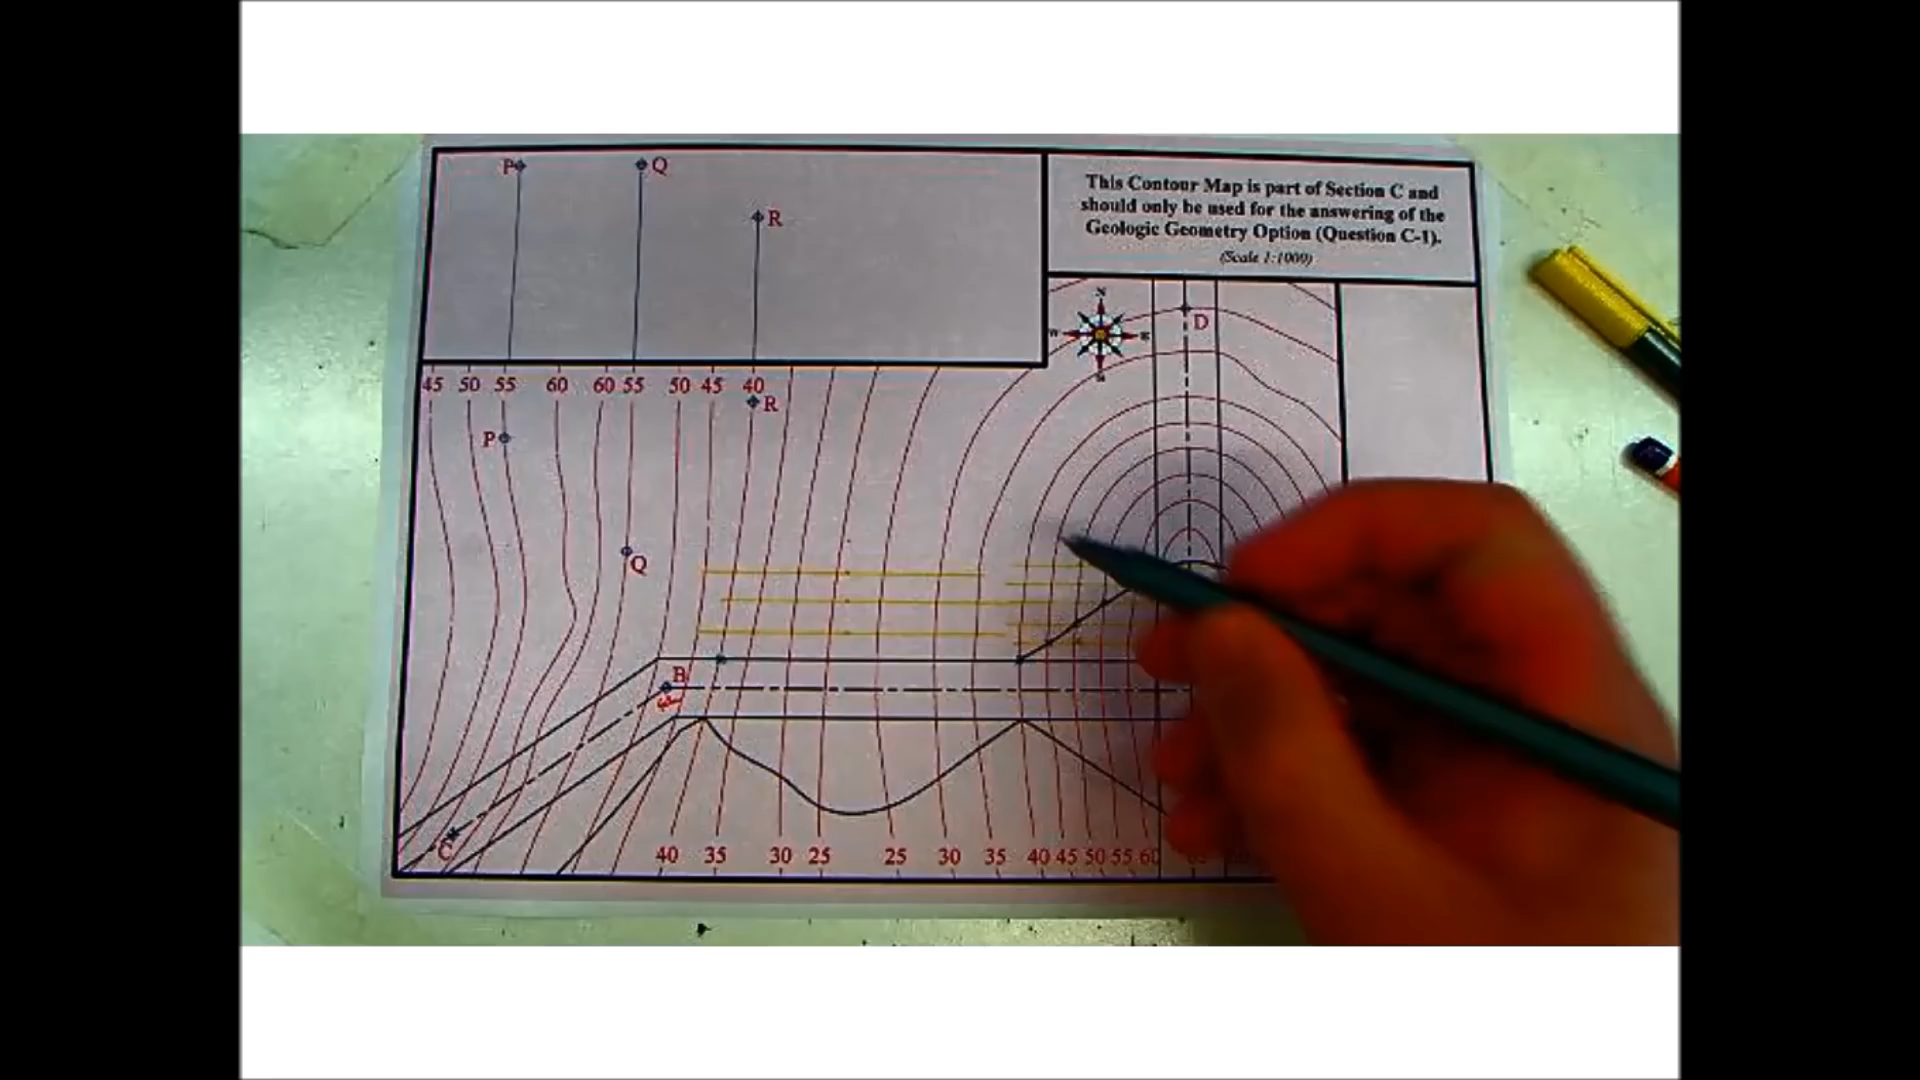 P
Q
R
This Contour Map is part of Section C and
should only be used for the answering of the
Geologic Geometry Option (Question C-1).
(Scale 1:1000)
N
W
E
S
D
45 50 55 60 60 55 50 45 40
R
P
Q
B
C
40 35 30 25 25 30 35 40 45 50 55 60